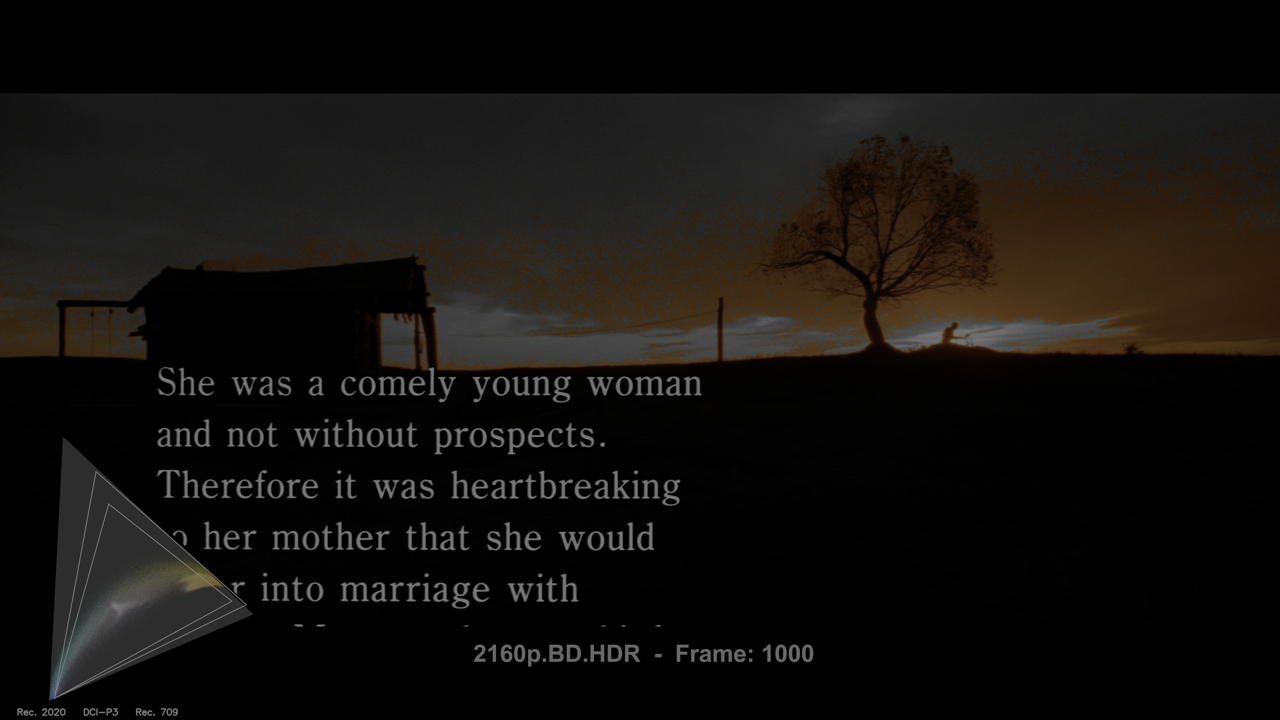 She was a comely young woman
and not without prospects.
Therefore it was heartbreaking
her mother that she would
into marriage with
2160p.BD.HDR - Frame: 1000
Rec. 2020 DCI-P3 Rec. 709